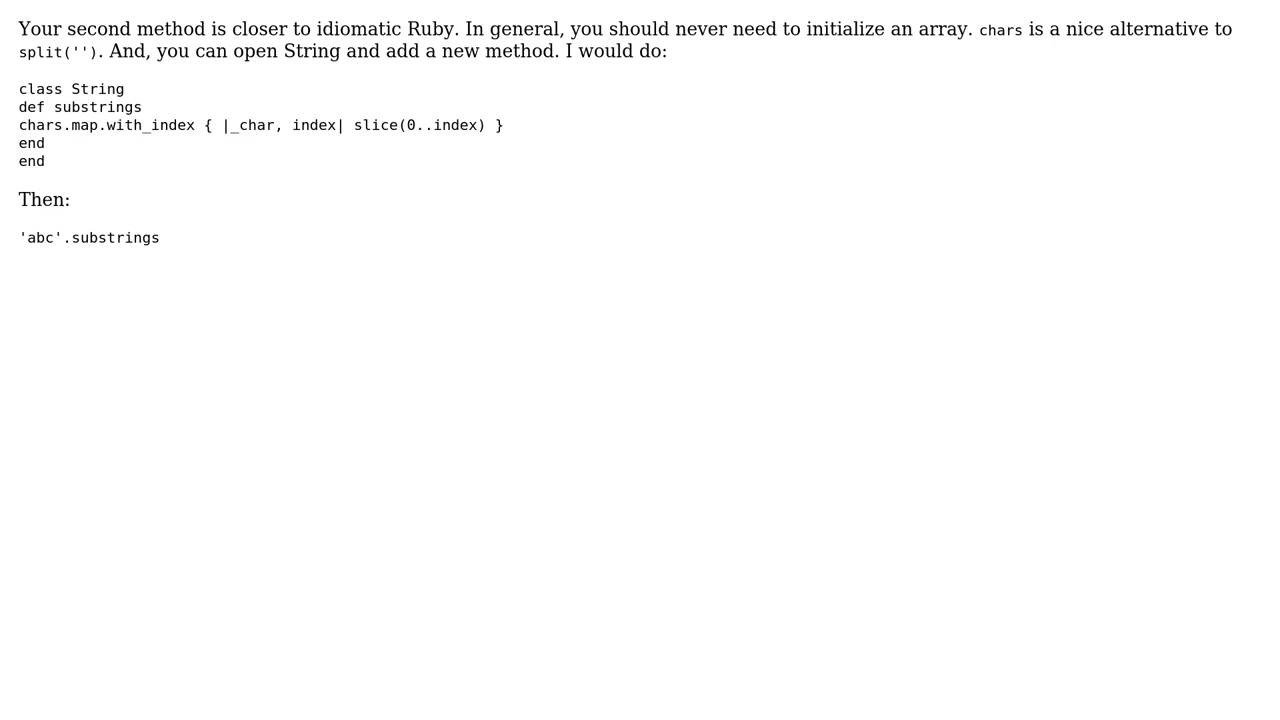 Your second method is closer to idiomatic Ruby. In general, you should never need to initialize an array. chars is a nice alternative to
split(''). And, you can open String and add a new method. I would do:
class String
def substrings
chars.map.with_index { |_char, index| slice(0..index) }
end
end
Then:
'abc'.substrings